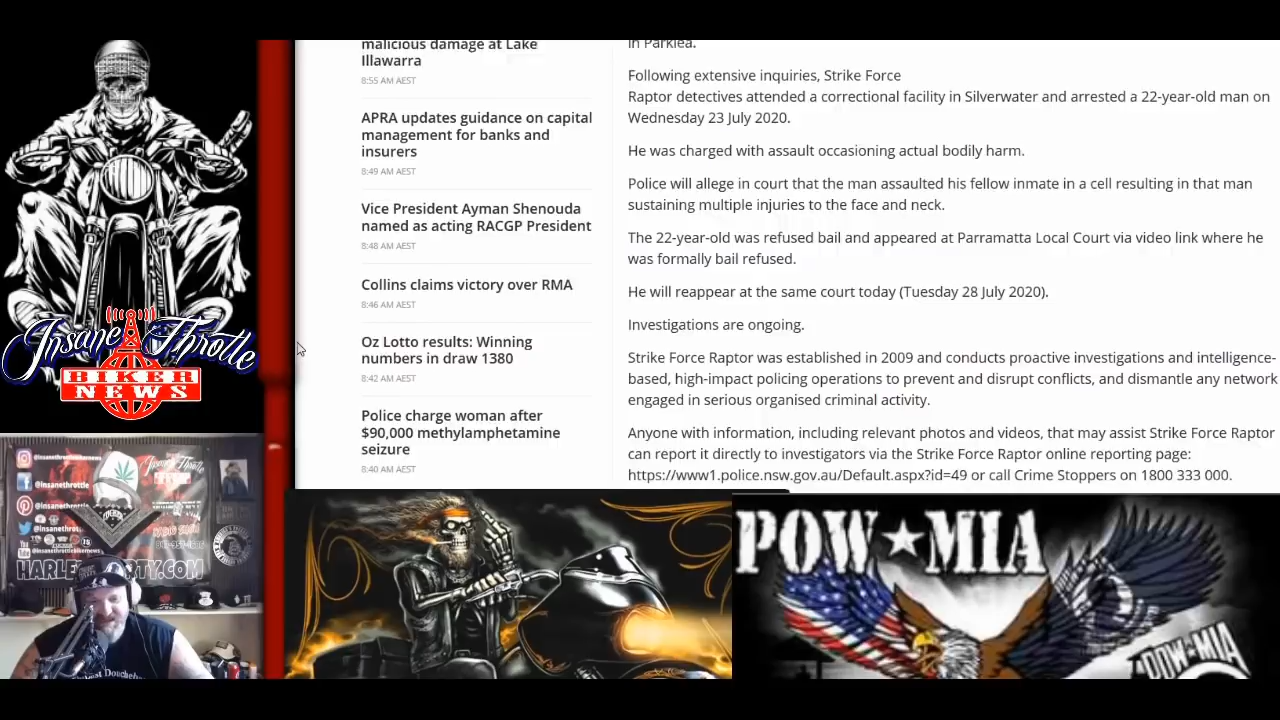 malicious damage at Lake
Illawarra
8:55 AM AEST
APRA updates guidance on capital
management for banks and
insurers
8:49 AM AEST
Vice President Ayman Shenouda
named as acting RACGP President
8:48 AM AEST
Collins claims victory over RMA
8:46 AM AEST
Oz Lotto results: Winning
numbers in draw 1380
8:42 AM AEST
Police charge woman after
$90,000 methylamphetamine
seizure
8:40 AM AEST
in Parklea.
Following extensive inquiries, Strike Force
Raptor detectives attended a correctional facility in Silverwater and arrested a 22-year-old man on
Wednesday 23 July 2020.
He was charged with assault occasioning actual bodily harm.
Police will allege in court that the man assaulted his fellow inmate in a cell resulting in that man
sustaining multiple injuries to the face and neck.
The 22-year-old was refused bail and appeared at Parramatta Local Court via video link where he
was formally bail refused.
He will reappear at the same court today (Tuesday 28 July 2020).
Investigations are ongoing.
Strike Force Raptor was established in 2009 and conducts proactive investigations and intelligence-
based, high-impact policing operations to prevent and disrupt conflicts, and dismantle any network
engaged in serious organised criminal activity.
Anyone with information, including relevant photos and videos, that may assist Strike Force Raptor
can report it directly to investigators via the Strike Force Raptor online reporting page:
https://www1.police.nsw.gov.au/Default.aspx?id=49 or call Crime Stoppers on 1800 333 000.
Insane Throttle
BIKER
NEWS
@insanethrottle
@insanethrottle
@insanethrottle
@insanethrottle
@insanethrottlebikernews
POW★MIA
POW-MIA